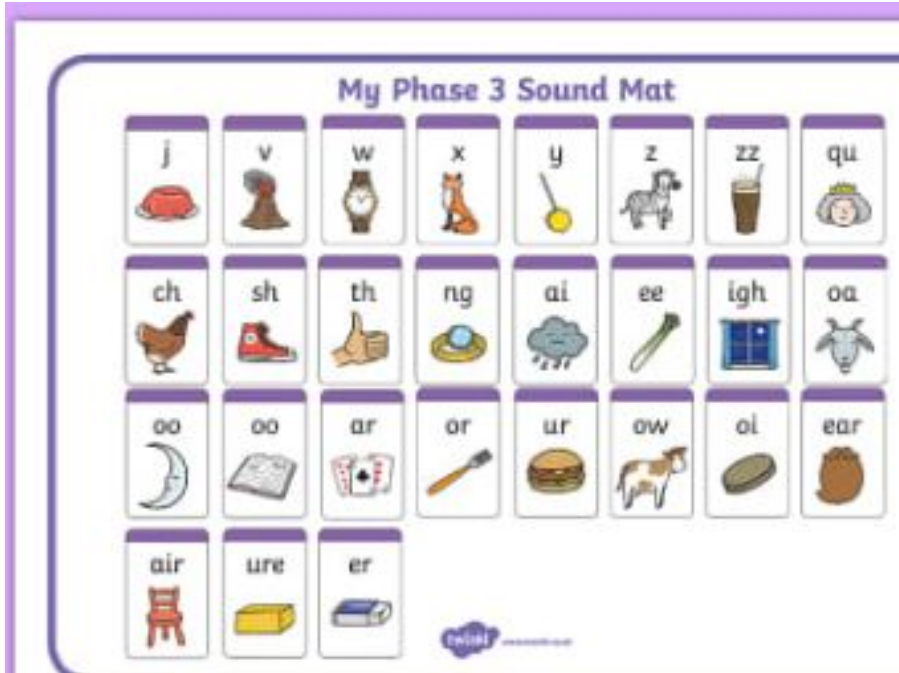 My Phase 3 Sound Mat
j v w x y z zz qu
ch sh th ng ai ee igh oa
oo oo ar or ur ow oi ear
air ure er
twinkl